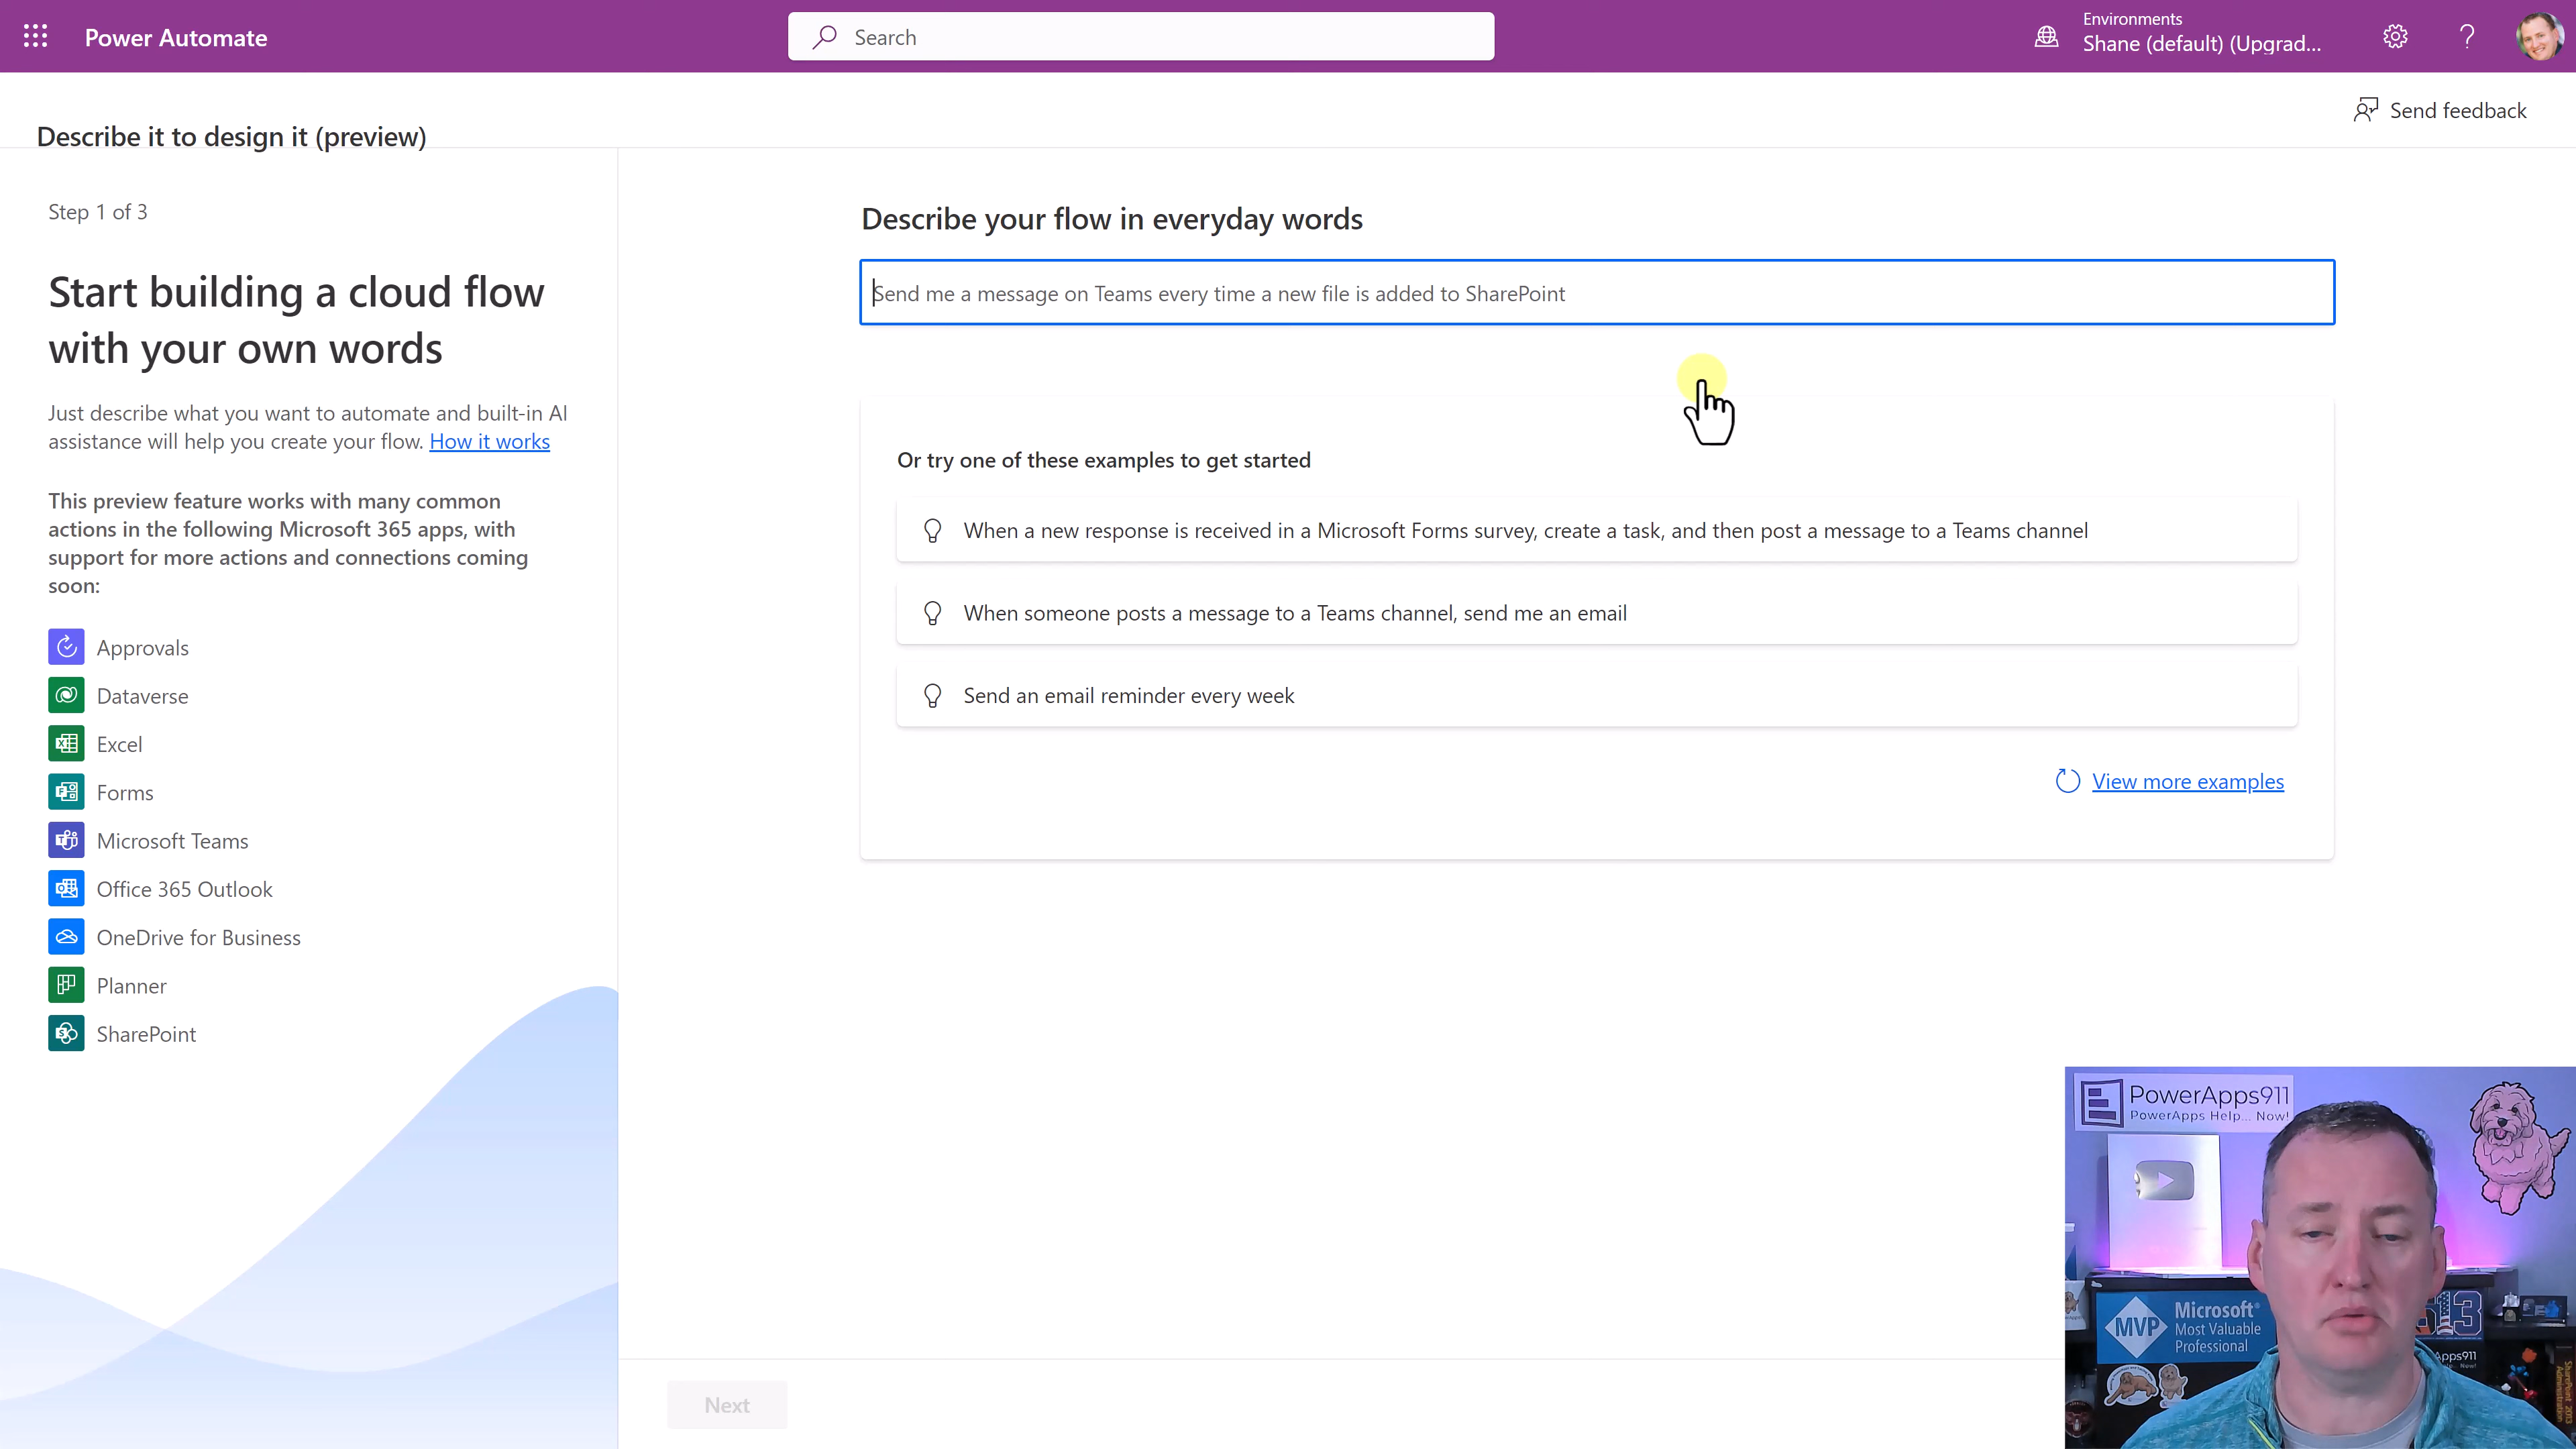 Power Automate
Search
Environments
Shane (default) (Upgrad...
Send feedback
Describe it to design it (preview)
Step 1 of 3
Start building a cloud flow
with your own words
Just describe what you want to automate and built-in AI
assistance will help you create your flow. How it works
This preview feature works with many common
actions in the following Microsoft 365 apps, with
support for more actions and connections coming
soon:
Approvals
Dataverse
Excel
Forms
Microsoft Teams
Office 365 Outlook
OneDrive for Business
Planner
SharePoint
Describe your flow in everyday words
Send me a message on Teams every time a new file is added to SharePoint
Or try one of these examples to get started
When a new response is received in a Microsoft Forms survey, create a task, and then post a message to a Teams channel
When someone posts a message to a Teams channel, send me an email
Send an email reminder every week
View more examples
Next
PowerApps911
PowerApps Help... Now!
Microsoft®
MVP
Most Valuable
Professional
513
Apps911